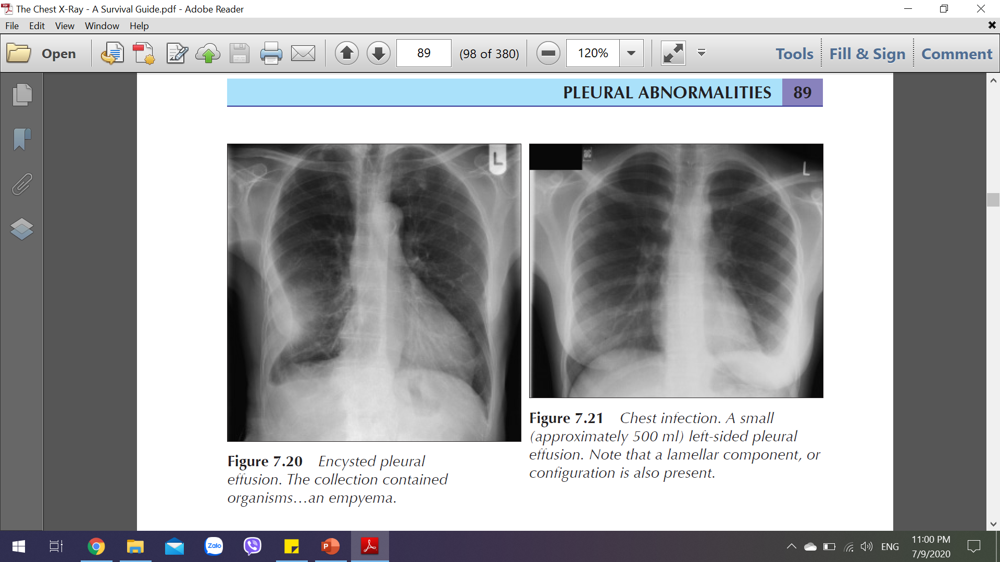 The Chest X-Ray - A Survival Guide.pdf - Adobe Reader
File Edit View Window Help
Open 89 (98 of 380) 120% Tools Fill & Sign Comment
PLEURAL ABNORMALITIES 89
L
L
Figure 7.20 Encysted pleural
effusion. The collection contained
organisms...an empyema.
Figure 7.21 Chest infection. A small
(approximately 500 ml) left-sided pleural
effusion. Note that a lamellar component, or
configuration is also present.
Zalo
P
ENG
11:00 PM
7/9/2020